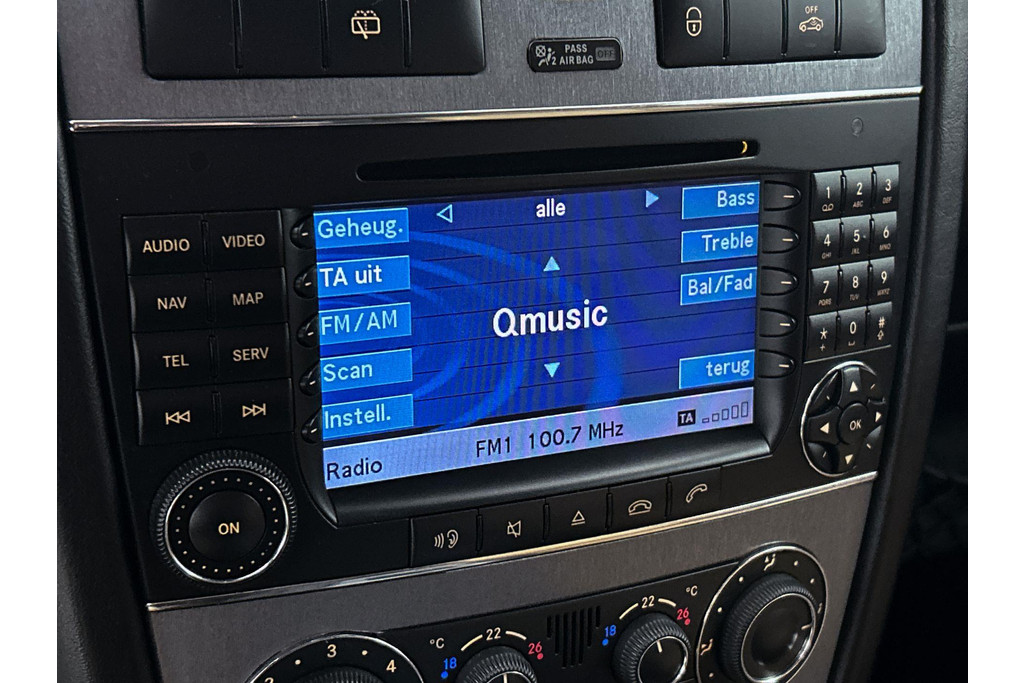 OFF
PASS
2 AIRBAG OFF
AUDIO VIDEO
NAV MAP
TEL SERV
ON
Geheug. alle Bass
TA uit Treble
FM/AM Qmusic Bal/Fad
Scan terug
Instell.
Radio FM1 100.7 MHz TA
1 2 3
ABC DEF
4 5 6
GHI JKL MNO
7 8 9
PQRS TUV WXYZ
* 0 #
+
OK
2 3 4
°C 18 22 26
18 22 26 °C